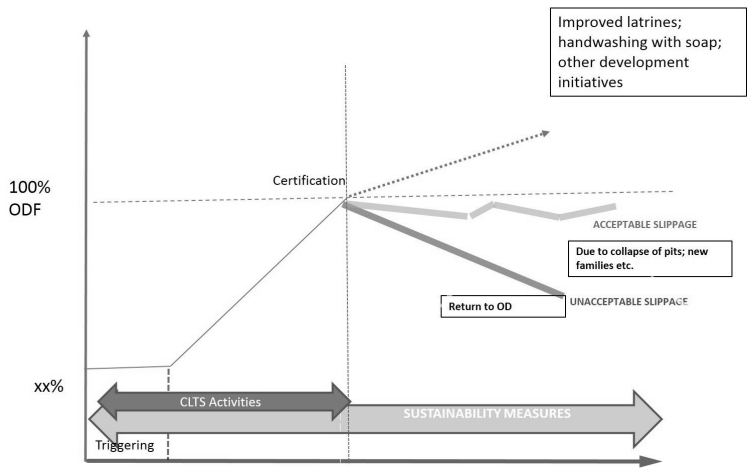 Improved latrines;
handwashing with soap;
other development
initiatives
Certification
100%
ODF
ACCEPTABLE SLIPPAGE
Due to collapse of pits; new
families etc.
Return to OD
UNACCEPTABLE SLIPPAGE
xx%
CLTS Activities
SUSTAINABILITY MEASURES
Triggering